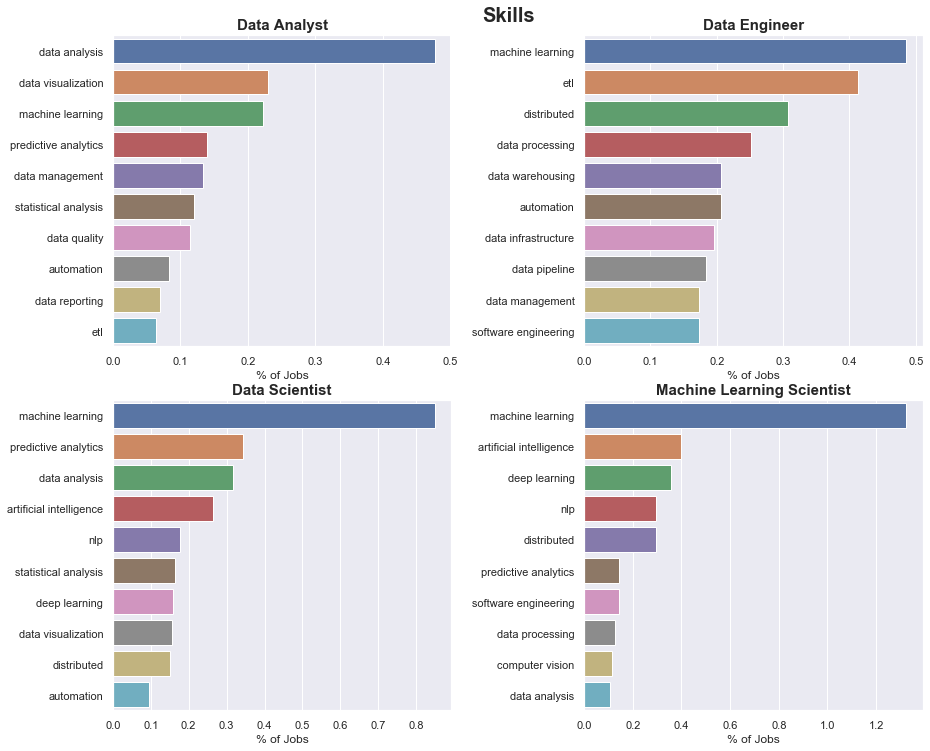 Skills
Data Analyst
data analysis
data visualization
machine learning
predictive analytics
data management
statistical analysis
data quality
automation
data reporting
etl
0.0 0.1 0.2 0.3 0.4 0.5
% of Jobs
Data Engineer
machine learning
etl
distributed
data processing
data warehousing
automation
data infrastructure
data pipeline
data management
software engineering
0.0 0.1 0.2 0.3 0.4 0.5
% of Jobs
Data Scientist
machine learning
predictive analytics
data analysis
artificial intelligence
nlp
statistical analysis
deep learning
data visualization
distributed
automation
0.0 0.1 0.2 0.3 0.4 0.5 0.6 0.7 0.8
% of Jobs
Machine Learning Scientist
machine learning
artificial intelligence
deep learning
nlp
distributed
predictive analytics
software engineering
data processing
computer vision
data analysis
0.0 0.2 0.4 0.6 0.8 1.0 1.2
% of Jobs